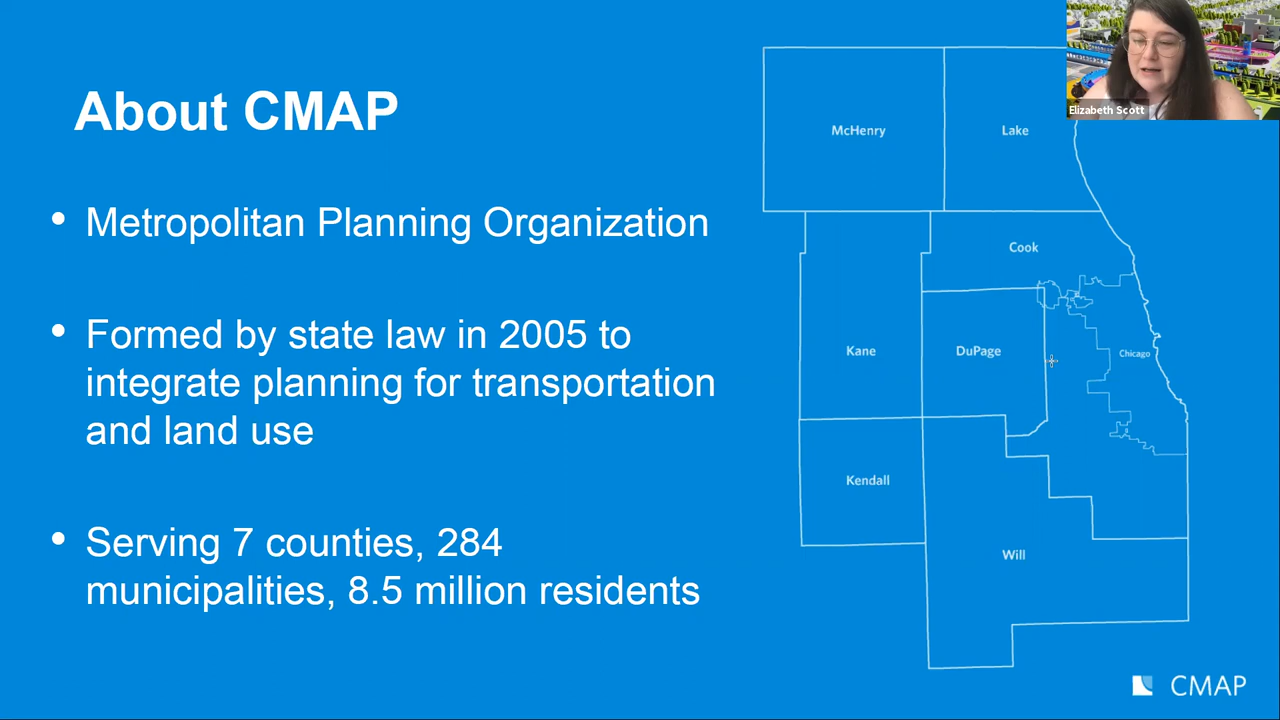 About CMAP
• Metropolitan Planning Organization
• Formed by state law in 2005 to
integrate planning for transportation
and land use
• Serving 7 counties, 284
municipalities, 8.5 million residents
Elizabeth Scott
McHenry
Lake
Cook
Kane
DuPage
Chicago
Kendall
Will
CMAP